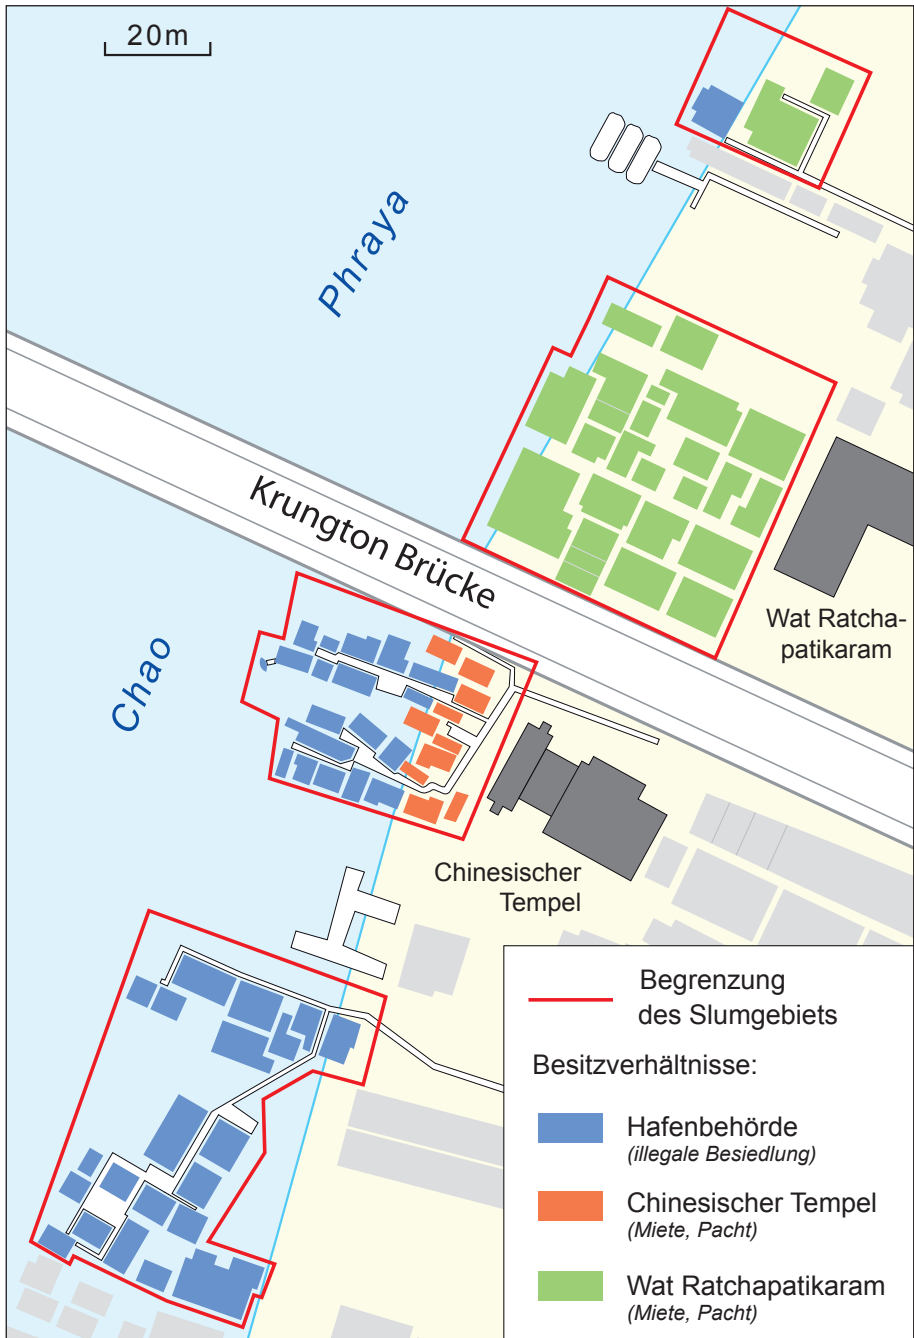 20m
Phraya
Krungton Brücke
Wat Ratcha-
patikaram
Chao
Chinesischer
Tempel
Begrenzung
des Slumgebiets
Besitzverhältnisse:
Hafenbehörde
(illegale Besiedlung)
Chinesischer Tempel
(Miete, Pacht)
Wat Ratchapatikaram
(Miete, Pacht)